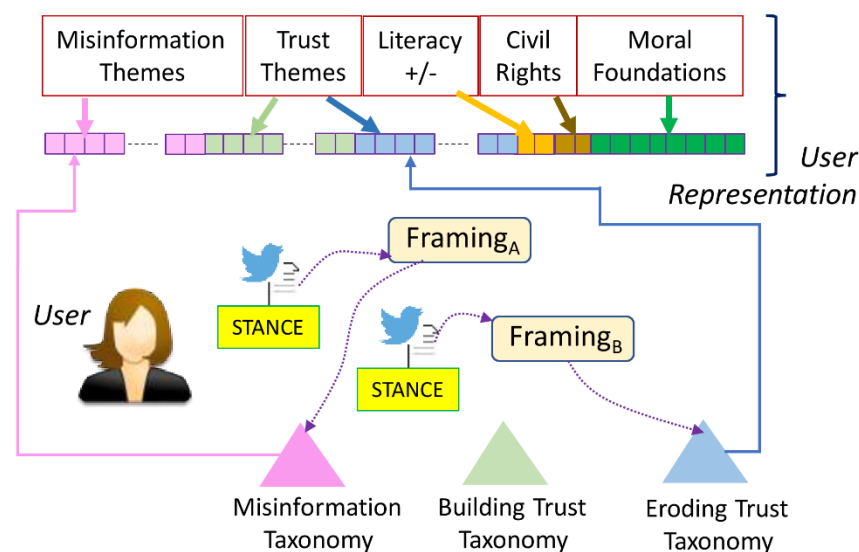 Misinformation
Themes
Trust
Themes
Literacy
+/-
Civil
Rights
Moral
Foundations
User
Representation
Framing_A
STANCE
User
Framing_B
STANCE
Misinformation
Taxonomy
Building Trust
Taxonomy
Eroding Trust
Taxonomy